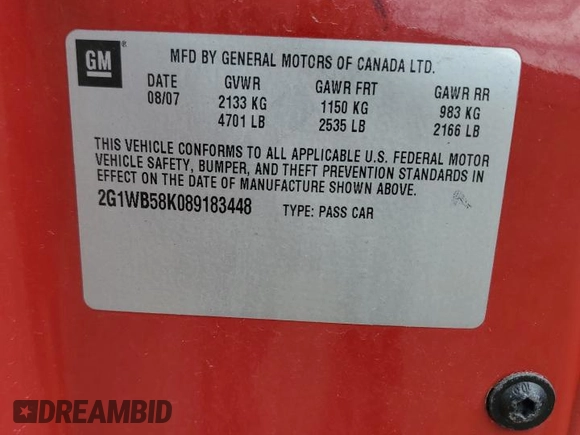 GM ®
MFD BY GENERAL MOTORS OF CANADA LTD.
DATE GVWR GAWR FRT GAWR RR
08/07 2133 KG 1150 KG 983 KG
4701 LB 2535 LB 2166 LB
THIS VEHICLE CONFORMS TO ALL APPLICABLE U.S. FEDERAL MOTOR
VEHICLE SAFETY, BUMPER, AND THEFT PREVENTION STANDARDS IN
EFFECT ON THE DATE OF MANUFACTURE SHOWN ABOVE.
2G1WB58K089183448 TYPE: PASS CAR
DREAMBID